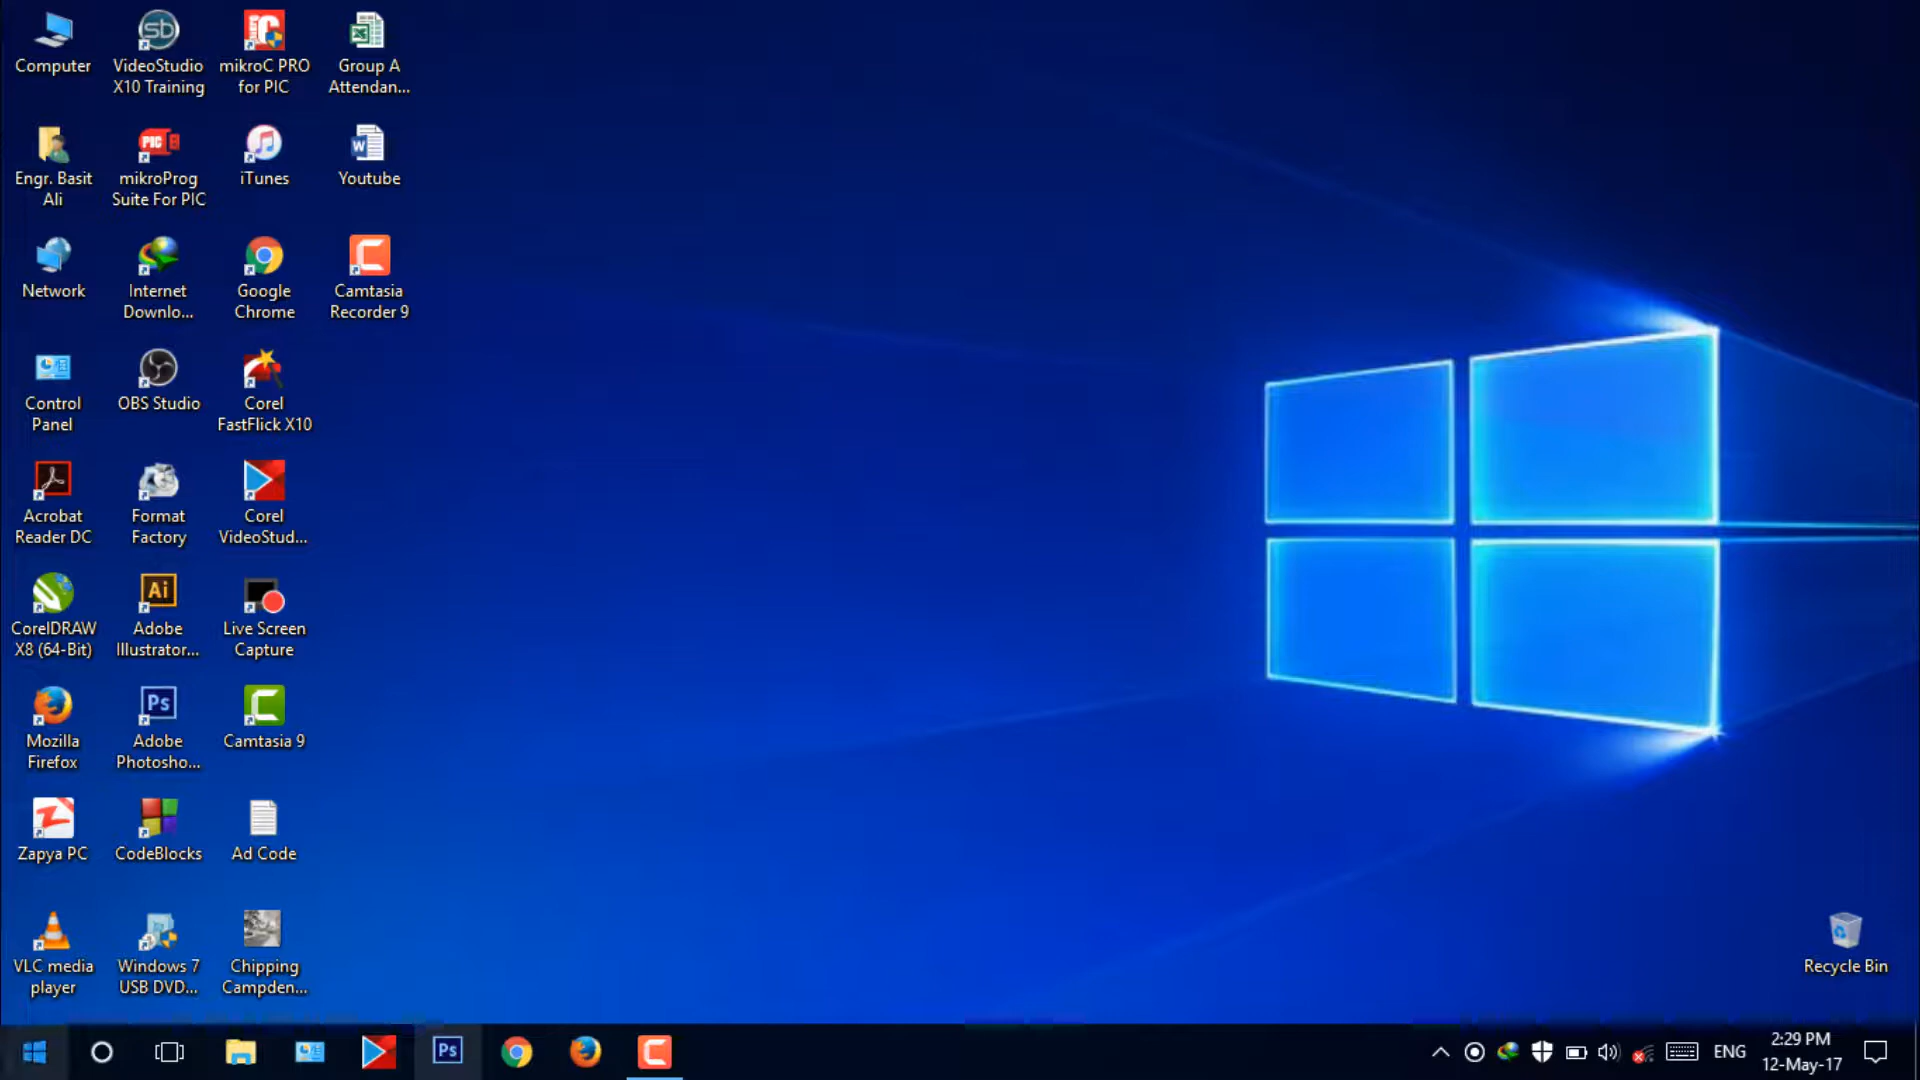 Computer
VideoStudio
X10 Training
mikroC PRO
for PIC
Group A
Attendan...
Engr. Basit
Ali
mikroProg
Suite For PIC
iTunes
Youtube
Network
Internet
Downlo...
Google
Chrome
Camtasia
Recorder 9
Control
Panel
OBS Studio
Corel
FastFlick X10
Acrobat
Reader DC
Format
Factory
Corel
VideoStud...
CorelDRAW
X8 (64-Bit)
Ai
Adobe
Illustrator...
Live Screen
Capture
Mozilla
Firefox
Ps
Adobe
Photosho...
Camtasia 9
Zapya PC
CodeBlocks
Ad Code
VLC media
player
Windows 7
USB DVD...
Chipping
Campden...
Recycle Bin
Ps
ENG
2:29 PM
12-May-17